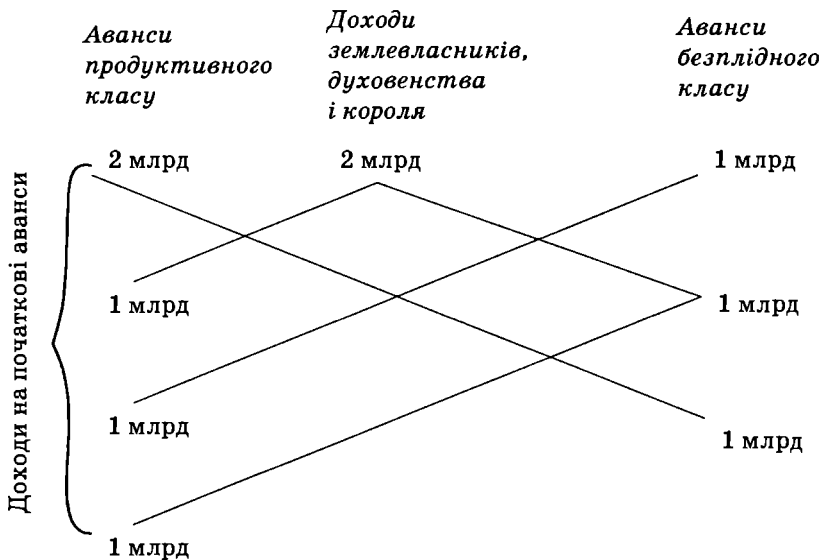 Аванси
продуктивного
класу
Доходи
землевласників,
духовенства
і короля
Аванси
безплідного
класу
2 млрд
2 млрд
1 млрд
1 млрд
1 млрд
1 млрд
1 млрд
1 млрд
Доходи на початкові аванси